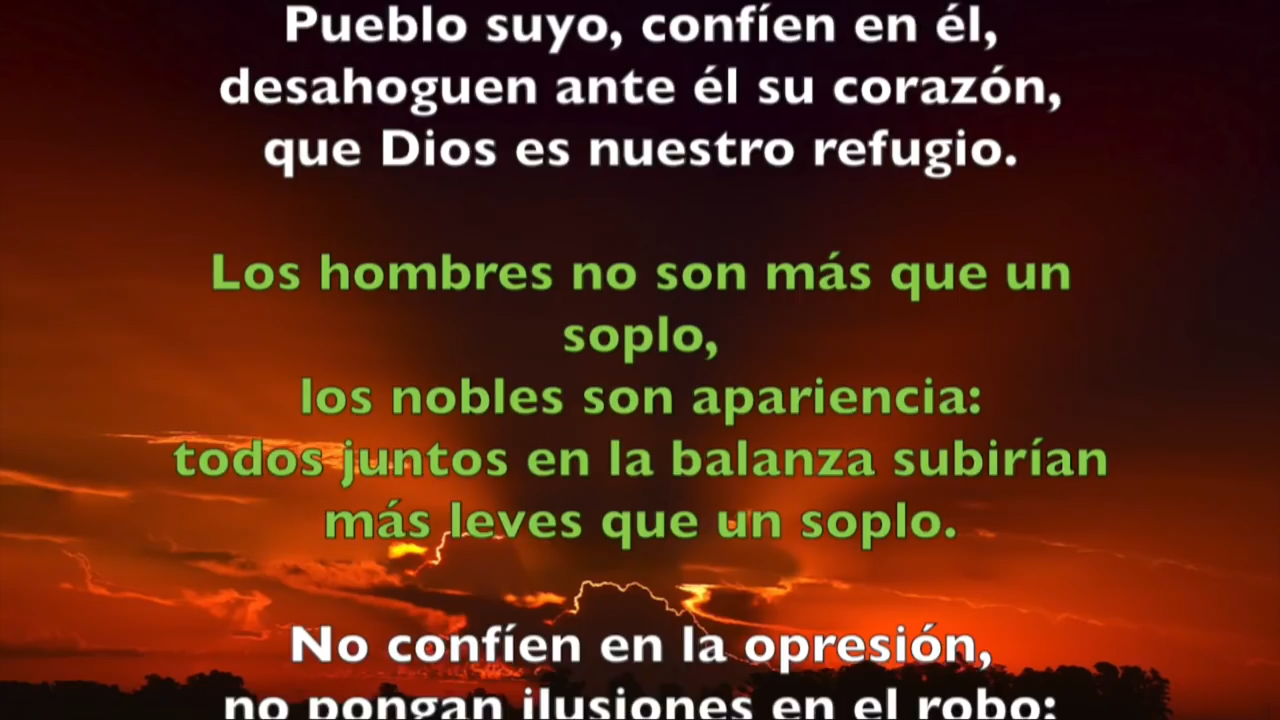 Pueblo suyo, confíen en él,
desahoguen ante él su corazón,
que Dios es nuestro refugio.
Los hombres no son más que un
soplo,
los nobles son apariencia:
todos juntos en la balanza subirían
más leves que un soplo.
No confíen en la opresión,
no pongan ilusiones en el robo;